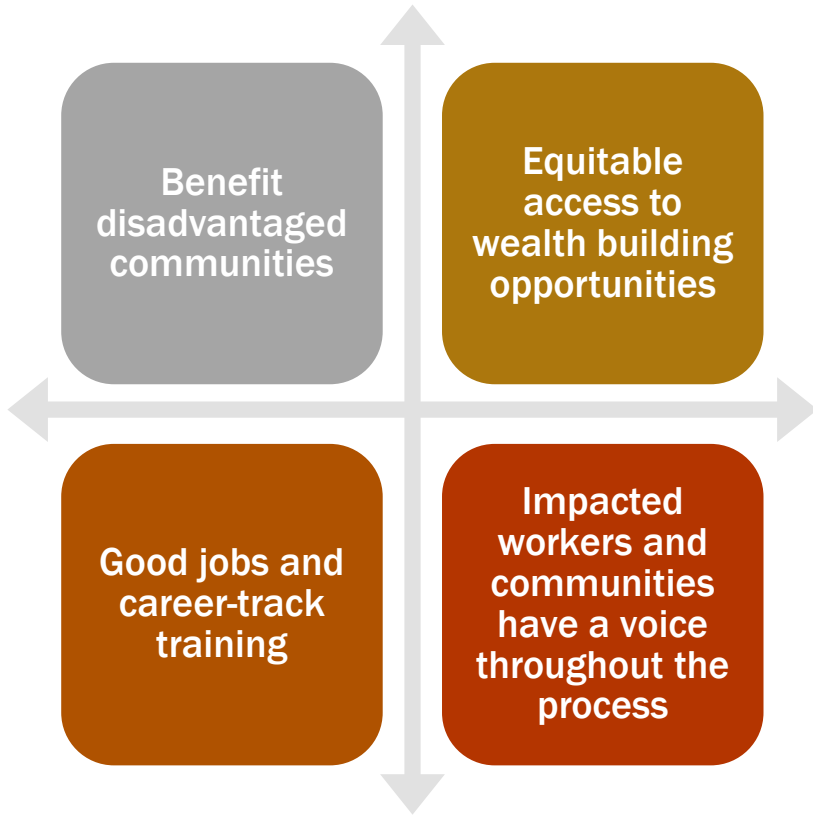 Benefit
disadvantaged
communities
Equitable
access to
wealth building
opportunities
Good jobs and
career-track
training
Impacted
workers and
communities
have a voice
throughout the
process